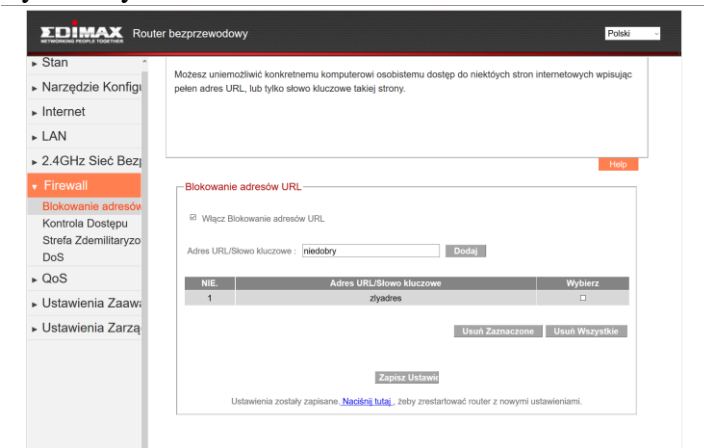 EDIMAX
NETWORKING PEOPLE TOGETHER
Router bezprzewodowy
Polski
Stan
Narzędzie Konfigu
Internet
LAN
2.4GHz Sieć Bezp
Firewall
Blokowanie adresów
Kontrola Dostępu
Strefa Zdemilitaryzo
DoS
QoS
Ustawienia Zaawa
Ustawienia Zarzą
Możesz uniemożliwić konkretnemu komputerowi osobistemu dostęp do niektóych stron internetowych wpisując
pełen adres URL, lub tylko słowo kluczowe takiej strony.
Help
Blokowanie adresów URL
Włącz Blokowanie adresów URL
Adres URL/Słowo kluczowe : niedobry Dodaj
NIE. Adres URL/Słowo kluczowe Wybierz
1 zlyadres
Usuń Zaznaczone Usuń Wszystkie
Zapisz Ustawie
Ustawienia zostały zapisane. Naciśnij tutaj , żeby zrestartować router z nowymi ustawieniami.